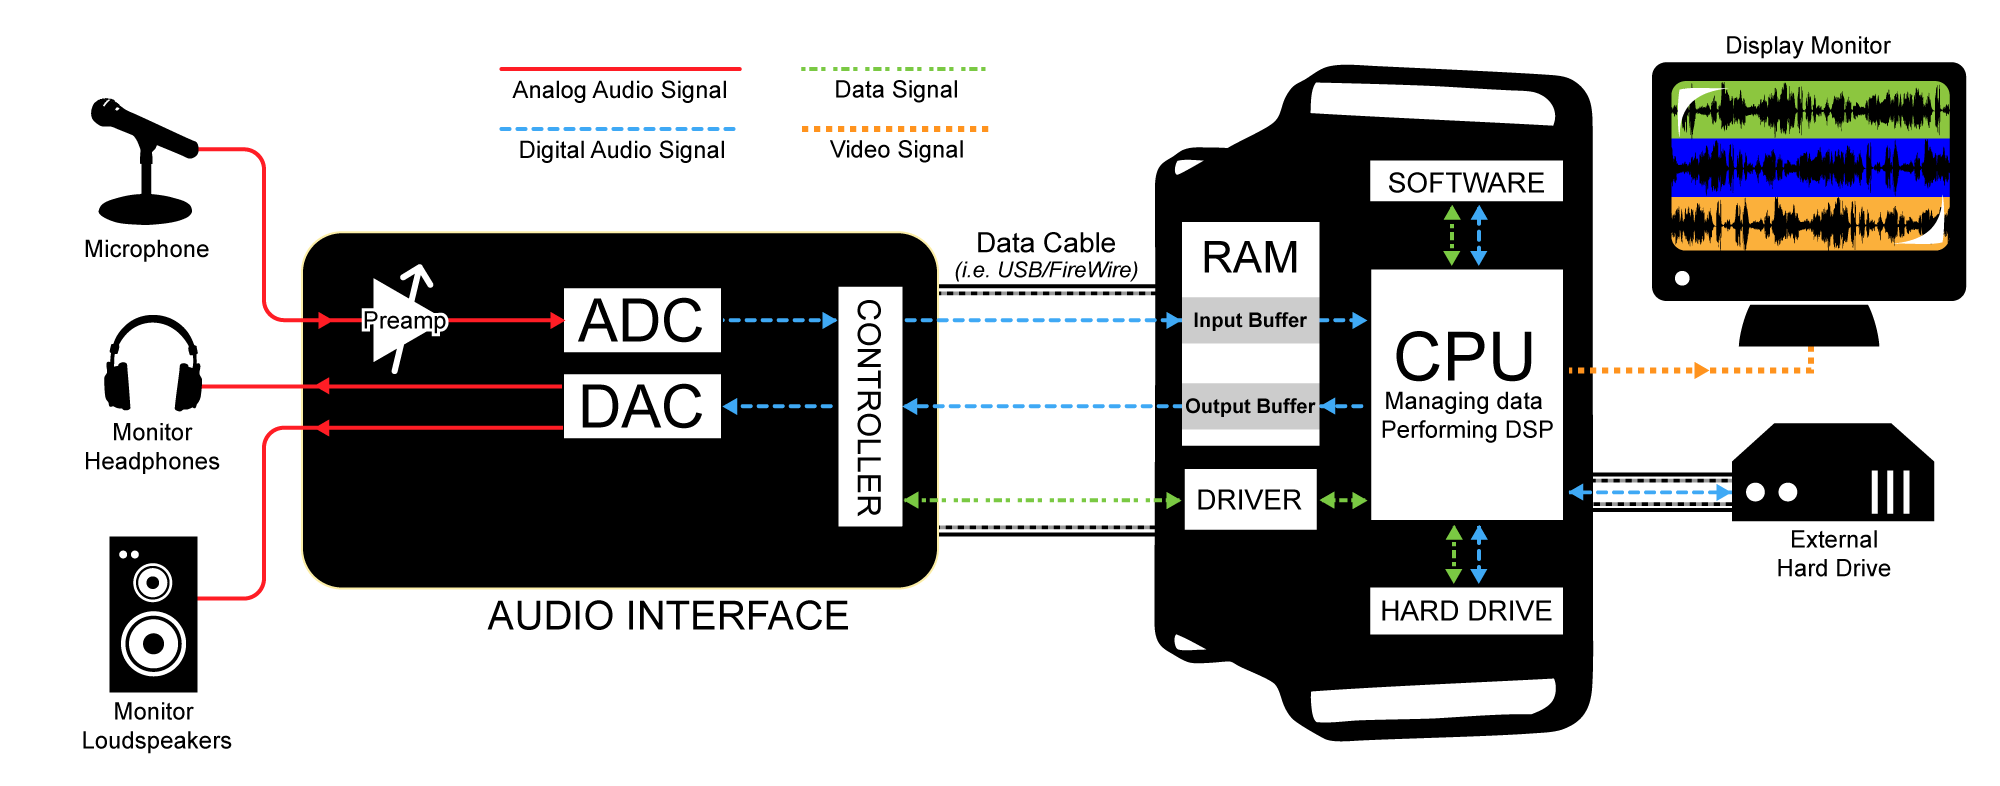 Display Monitor
Analog Audio Signal
Data Signal
Digital Audio Signal
Video Signal
Microphone
Monitor
Headphones
Monitor
Loudspeakers
Preamp
ADC
DAC
CONTROLLER
AUDIO INTERFACE
Data Cable
(i.e. USB/FireWire)
RAM
Input Buffer
Output Buffer
DRIVER
SOFTWARE
CPU
Managing data
Performing DSP
HARD DRIVE
External
Hard Drive